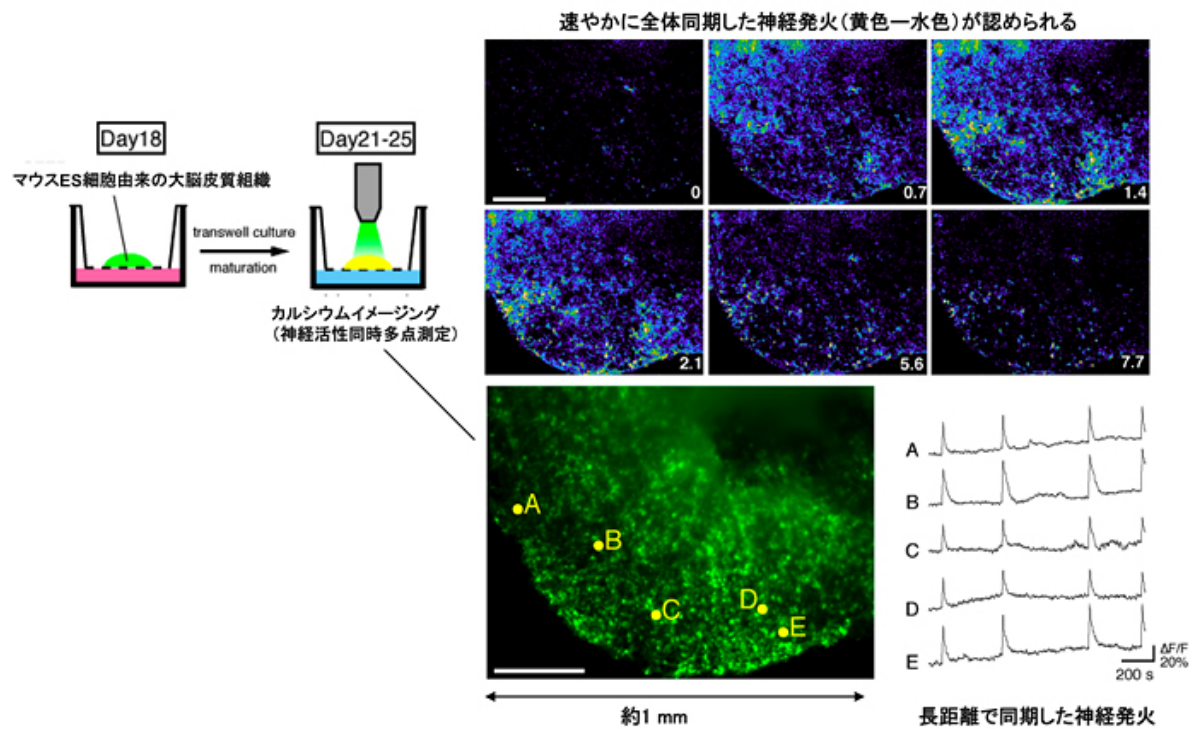 速やかに全体同期した神経発火（黄色ー水色）が認められる
Day18
Day21-25
マウスES細胞由来の大脳皮質組織
transwell culture
maturation
カルシウムイメージング
（神経活性同時多点測定）
0
0.7
1.4
2.1
5.6
7.7
A
B
C
D
E
約1 mm
A
B
C
D
E
ΔF/F
20%
200 s
長距離で同期した神経発火